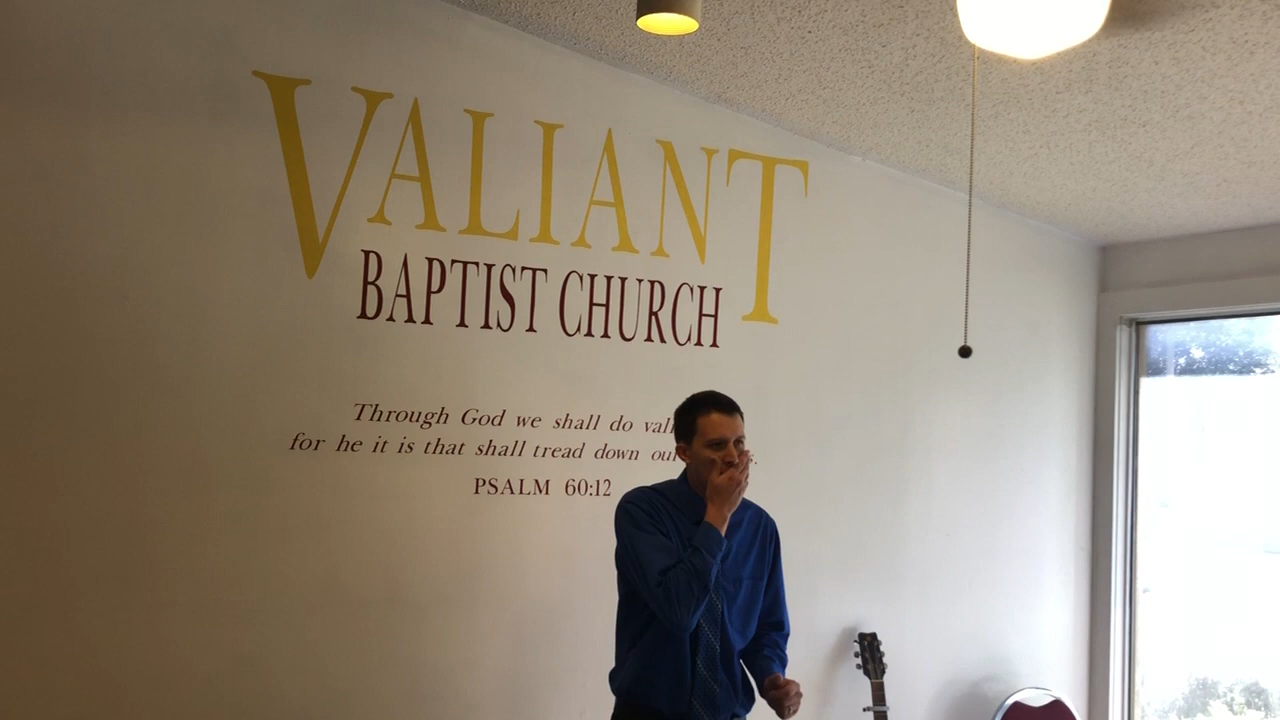 VALIANT
BAPTIST CHURCH
Through God we shall do
for he it is that shall tread down
PSALM 60:12